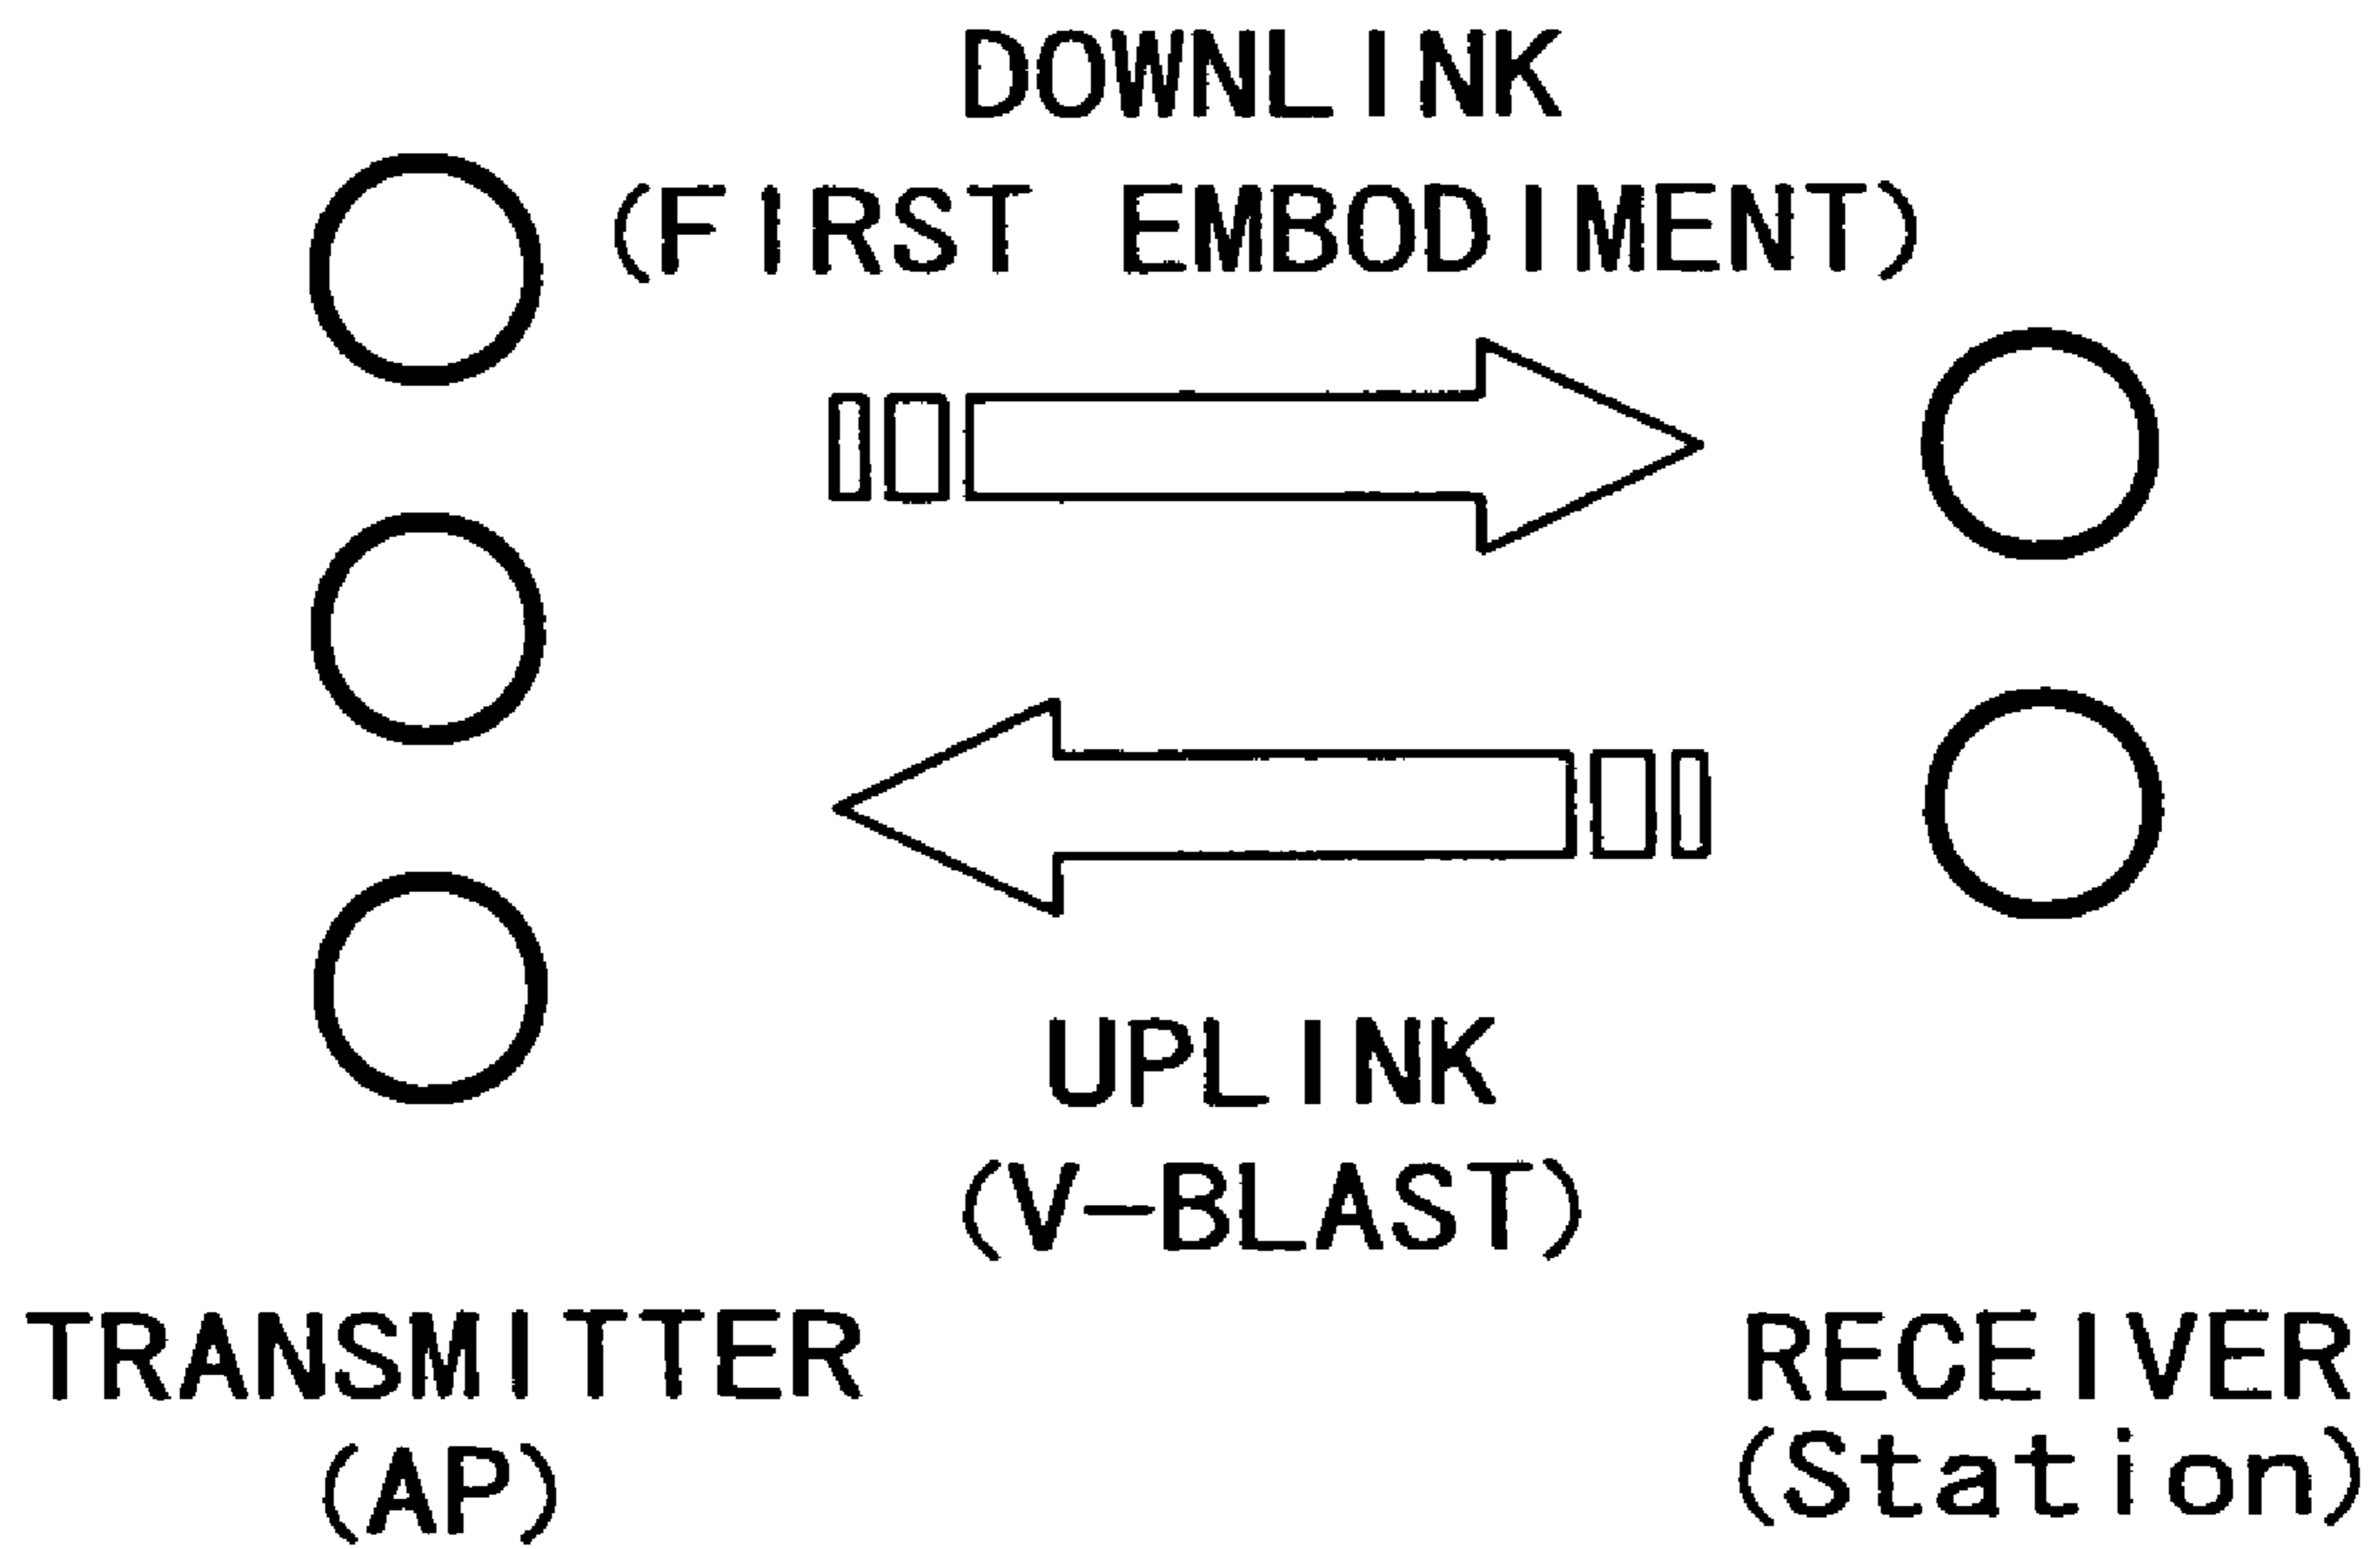 DOWNLINK
(FIRST EMBODIMENT)
UPLINK
(V-BLAST)
TRANSMITTER
(AP)
RECEIVER
(Station)